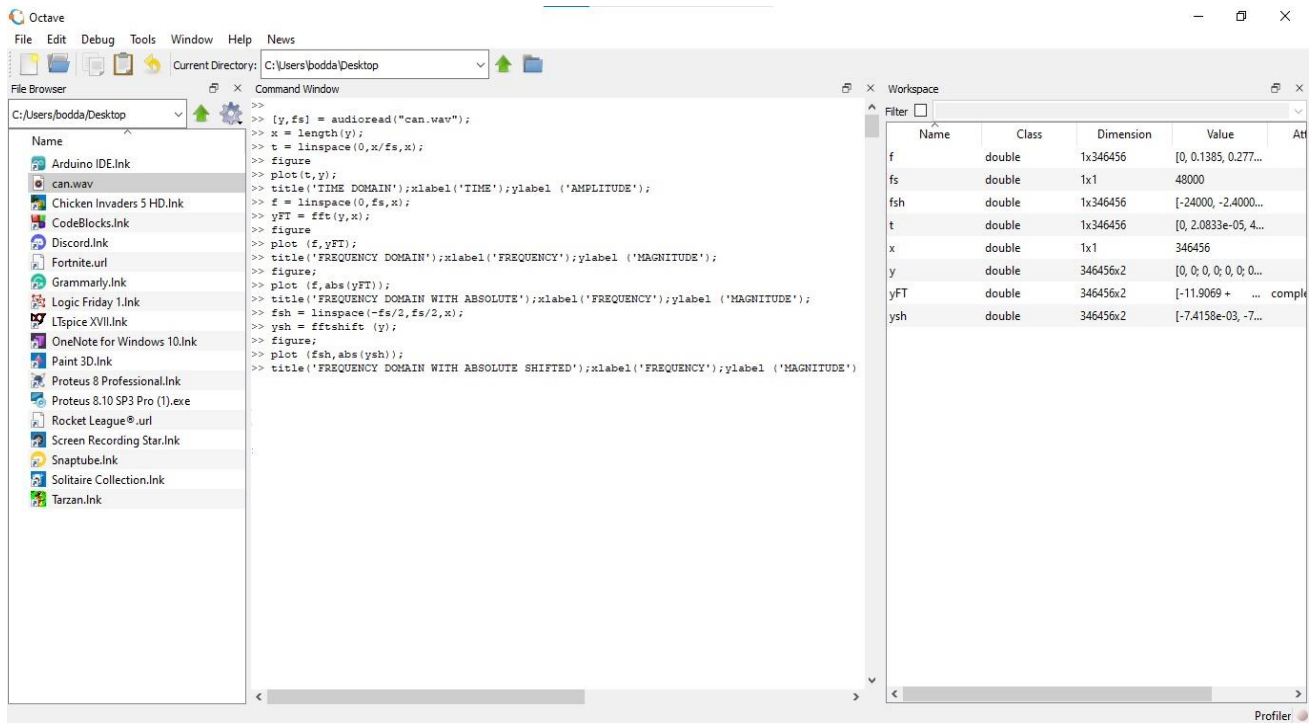 Octave
File Edit Debug Tools Window Help News
Current Directory: C:\Users\bodda\Desktop
File Browser
C:/Users/bodda/Desktop
Name
Arduino IDE.lnk
can.wav
Chicken Invaders 5 HD.lnk
CodeBlocks.lnk
Discord.lnk
Fortnite.url
Grammarly.lnk
Logic Friday 1.lnk
LTspice XVII.lnk
OneNote for Windows 10.lnk
Paint 3D.lnk
Proteus 8 Professional.lnk
Proteus 8.10 SP3 Pro (1).exe
Rocket League®.url
Screen Recording Star.lnk
Snaptube.lnk
Solitaire Collection.lnk
Tarzan.lnk
Command Window
>>
>> [y,fs] = audioread("can.wav");
>> x = length(y);
>> t = linspace(0,x/fs,x);
>> figure
>> plot(t,y);
>> title('TIME DOMAIN');xlabel('TIME');ylabel ('AMPLITUDE');
>> f = linspace(0,fs,x);
>> yFT = fft(y,x);
>> figure
>> plot (f,yFT);
>> title('FREQUENCY DOMAIN');xlabel('FREQUENCY');ylabel ('MAGNITUDE');
>> figure;
>> plot (f,abs(yFT));
>> title('FREQUENCY DOMAIN WITH ABSOLUTE');xlabel('FREQUENCY');ylabel ('MAGNITUDE');
>> fsh = linspace(-fs/2,fs/2,x);
>> ysh = fftshift (y);
>> figure;
>> plot (fsh,abs(ysh));
>> title('FREQUENCY DOMAIN WITH ABSOLUTE SHIFTED');xlabel('FREQUENCY');ylabel ('MAGNITUDE')
Workspace
Filter
Name Class Dimension Value Att
f double 1x346456 [0, 0.1385, 0.277...
fs double 1x1 48000
fsh double 1x346456 [-24000, -2.4000...
t double 1x346456 [0, 2.0833e-05, 4...
x double 1x1 346456
y double 346456x2 [0, 0; 0, 0; 0, 0; 0...
yFT double 346456x2 [-11.9069 + ... comple
ysh double 346456x2 [-7.4158e-03, -7...
Profiler